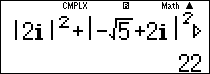 CMPLX R Math ▲
|2i|²+|-√5+2i|²▷
22